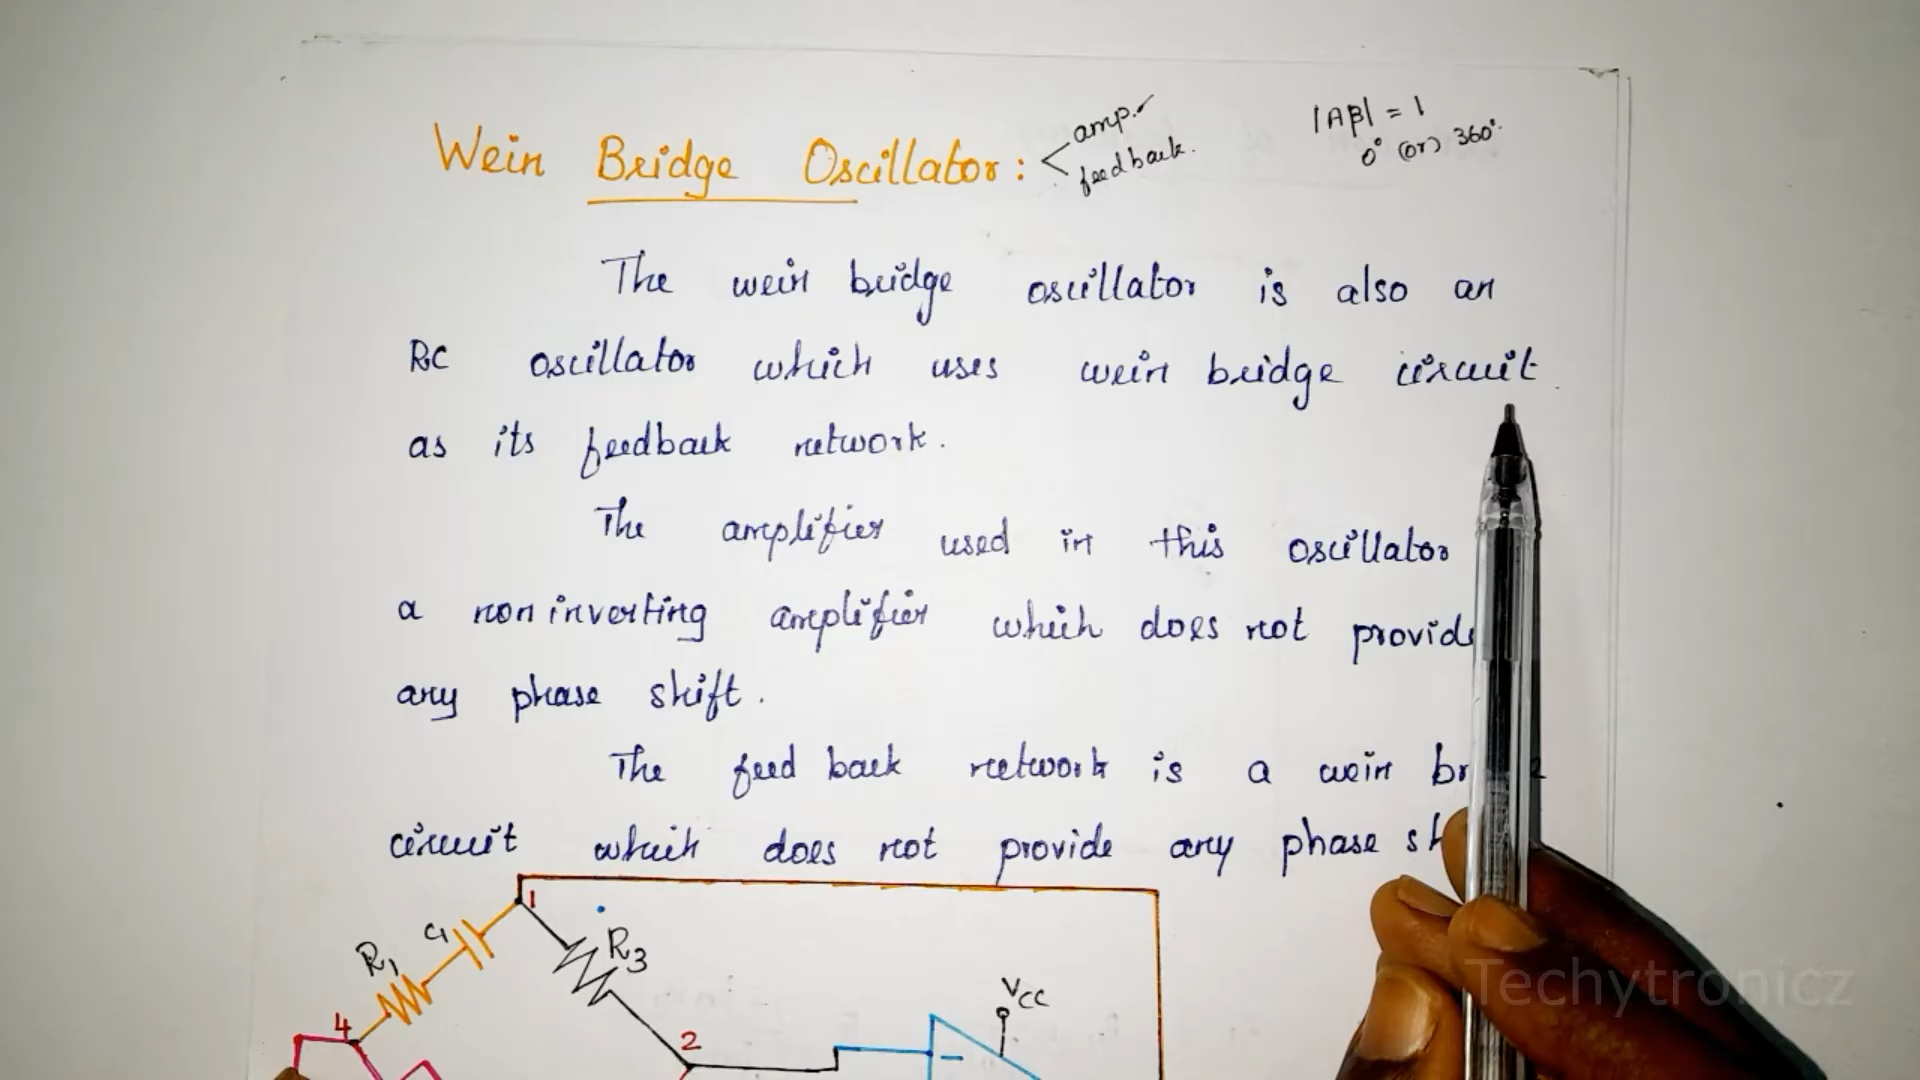 Wein Bridge Oscillator: amp. ✓
feedback.
|Aβ| = 1
0° (or) 360°.
The wein bridge oscillator is also an
RC oscillator which uses wein bridge circuit
as its feedback network.
The amplifier used in this oscillator
a non inverting amplifier which does not provide
any phase shift.
The feed back network is a wein br
circuit which does not provide any phase sh
1
C1
R1
R3
4
2
VCC
−
Techytronicz